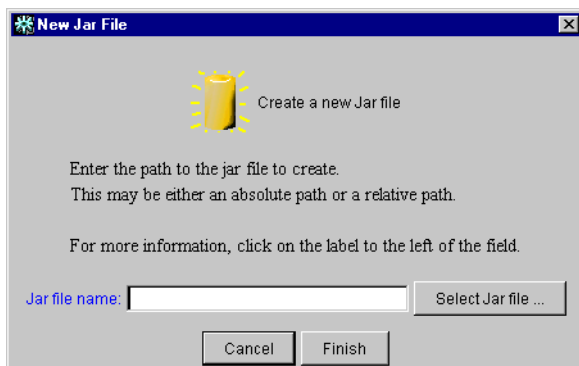 New Jar File
Create a new Jar file
Enter the path to the jar file to create.
This may be either an absolute path or a relative path.
For more information, click on the label to the left of the field.
Jar file name:
Select Jar file ...
Cancel
Finish